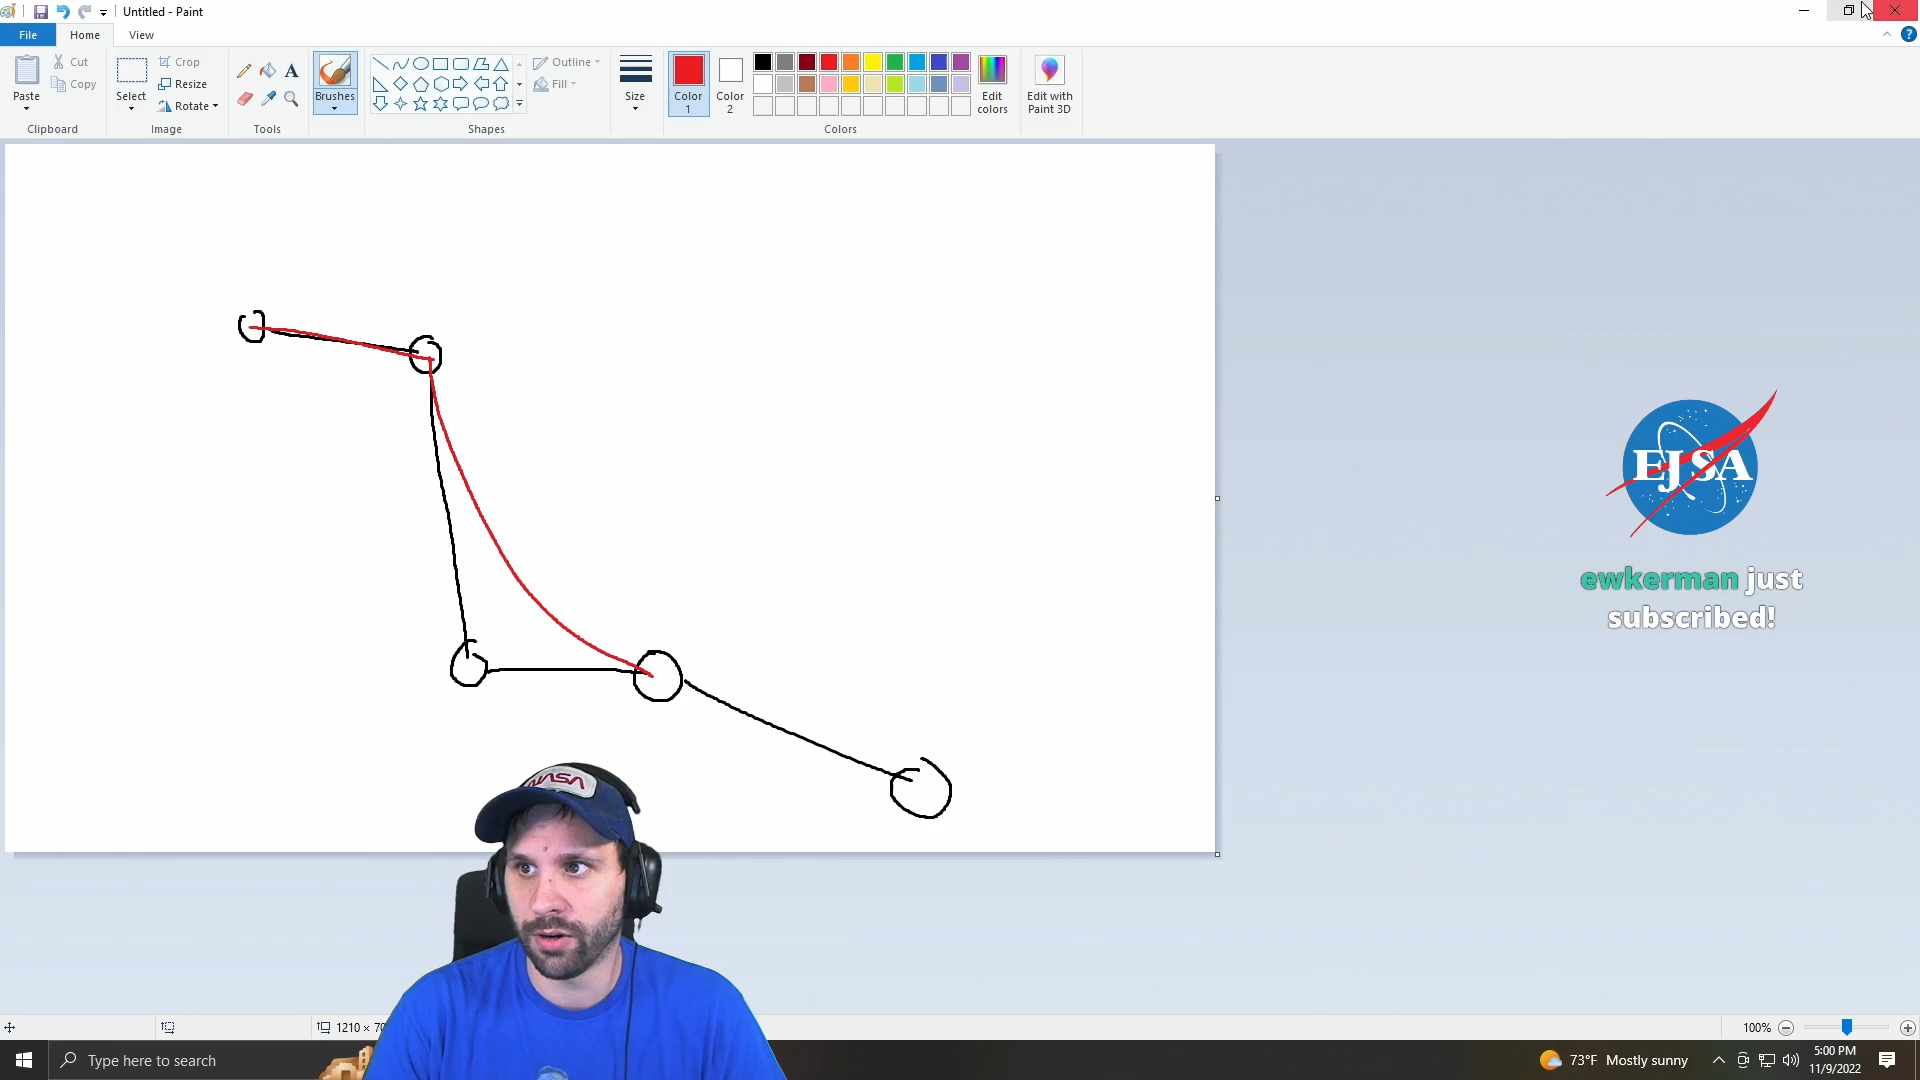 Untitled - Paint
File
Home
View
Paste
Cut
Copy
Clipboard
Select
Crop
Resize
Rotate
Image
Tools
Brushes
Shapes
Outline
Fill
Size
Color
1
Color
2
Colors
Edit
colors
Edit with
Paint 3D
NASA
EJSA
ewkerman just
subscribed!
100%
Type here to search
73°F Mostly sunny
5:00 PM
11/9/2022